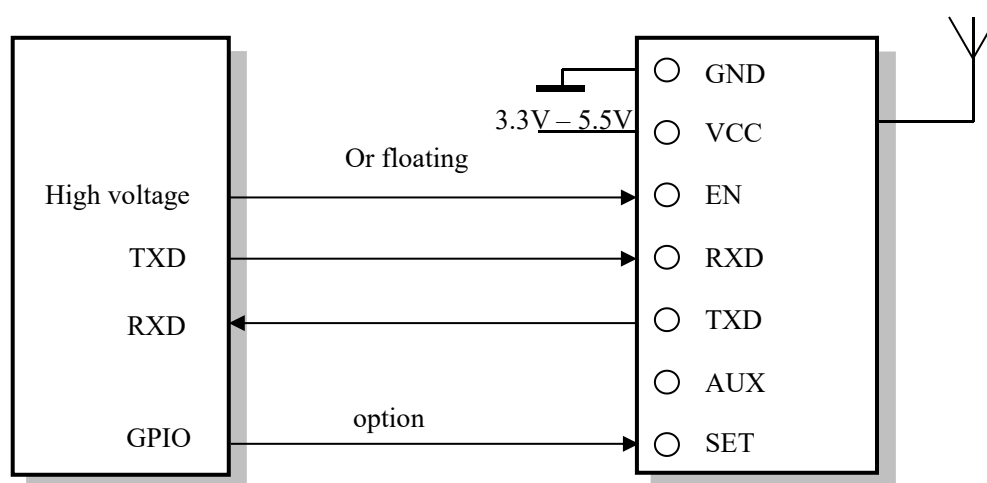 GND
3.3V – 5.5V
VCC
Or floating
High voltage
EN
TXD
RXD
RXD
TXD
AUX
option
GPIO
SET